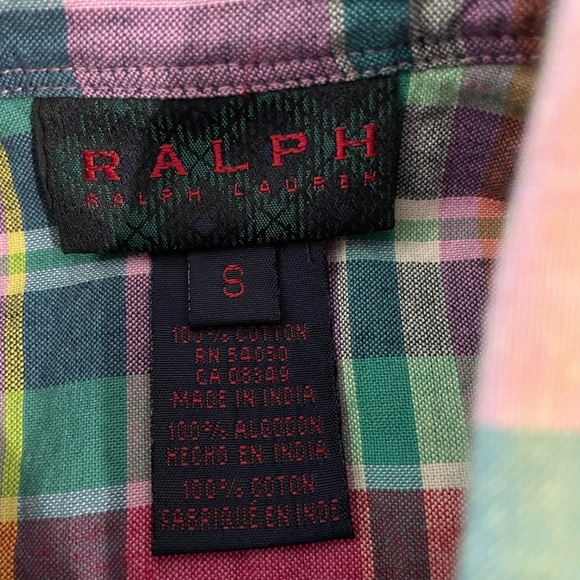 RALPH
RALPH LAUREN
S
100% COTTON
RN 54050
CA 08349
MADE IN INDIA
100% ALGODON
HECHO EN INDIA
100% COTON
FABRIQUÉ EN INDE